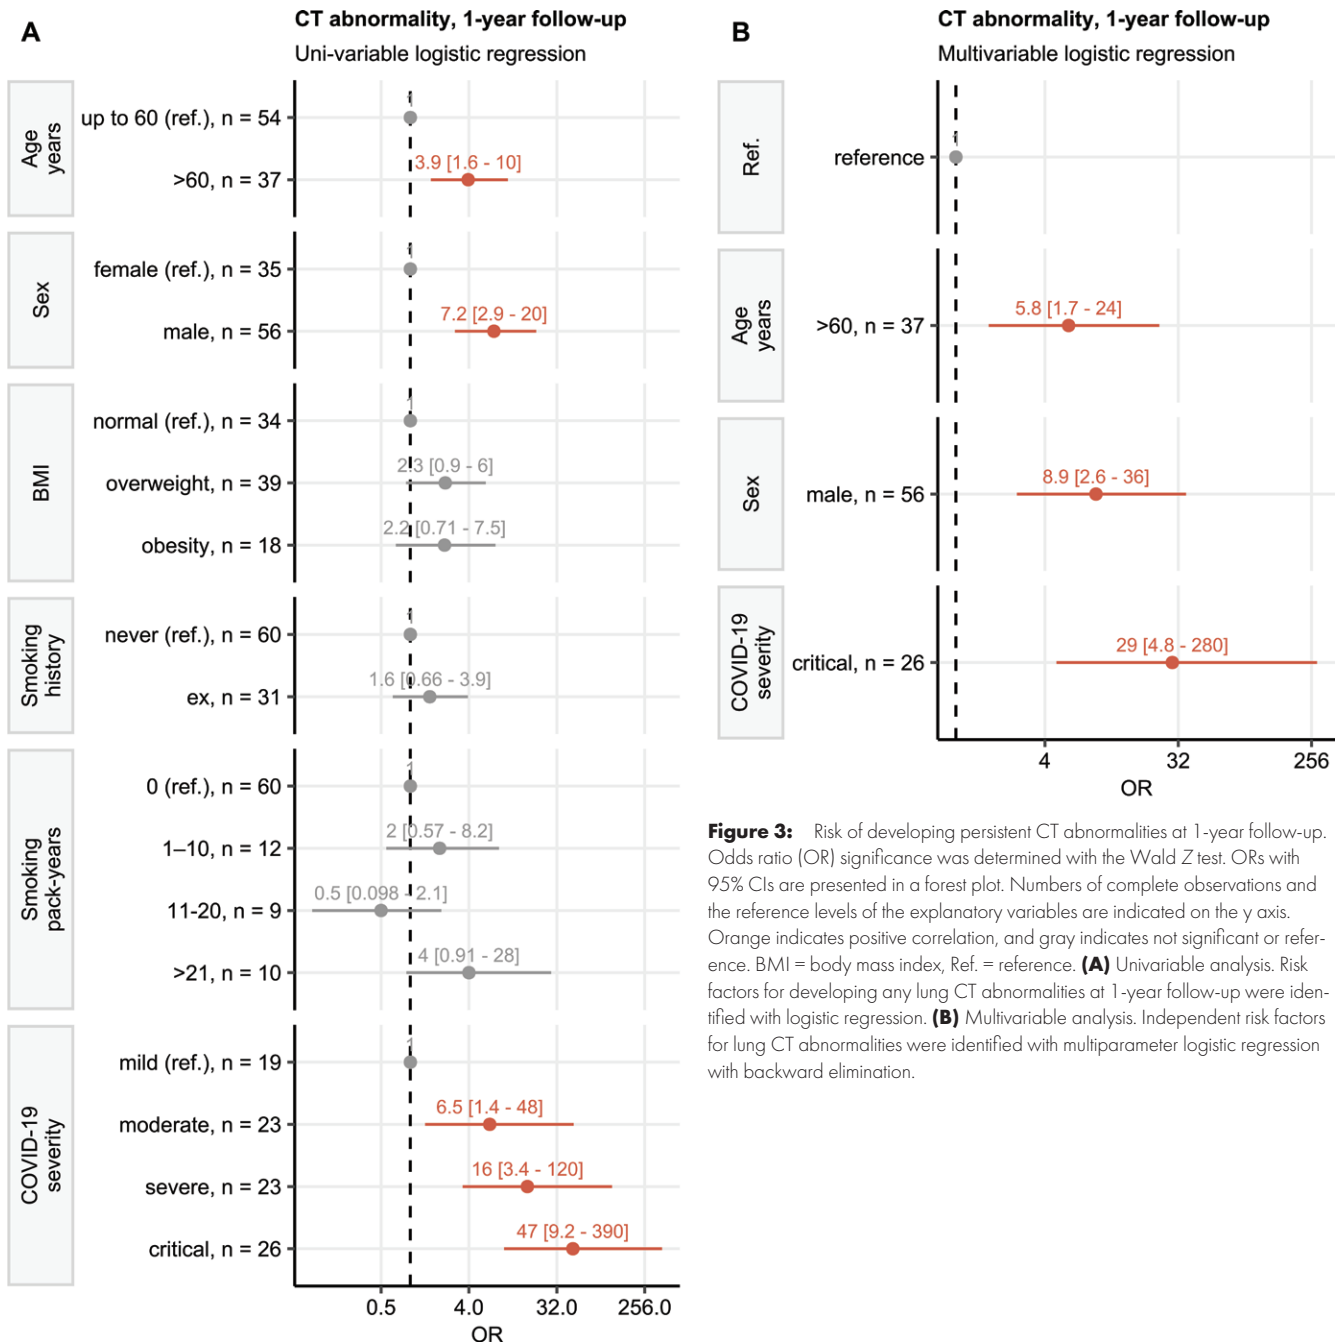 A
CT abnormality, 1-year follow-up
Uni-variable logistic regression
Age
years
up to 60 (ref.), n = 54
1
>60, n = 37
3.9 [1.6 - 10]
Sex
female (ref.), n = 35
1
male, n = 56
7.2 [2.9 - 20]
BMI
normal (ref.), n = 34
1
overweight, n = 39
2.3 [0.9 - 6]
obesity, n = 18
2.2 [0.71 - 7.5]
Smoking
history
never (ref.), n = 60
1
ex, n = 31
1.6 [0.66 - 3.9]
Smoking
pack-years
0 (ref.), n = 60
1
1–10, n = 12
2 [0.57 - 8.2]
11-20, n = 9
0.5 [0.098 - 2.1]
>21, n = 10
4 [0.91 - 28]
COVID-19
severity
mild (ref.), n = 19
1
moderate, n = 23
6.5 [1.4 - 48]
severe, n = 23
16 [3.4 - 120]
critical, n = 26
47 [9.2 - 390]
0.5 4.0 32.0 256.0
OR
B
CT abnormality, 1-year follow-up
Multivariable logistic regression
Ref.
reference
1
Age
years
>60, n = 37
5.8 [1.7 - 24]
Sex
male, n = 56
8.9 [2.6 - 36]
COVID-19
severity
critical, n = 26
29 [4.8 - 280]
4 32 256
OR
Figure 3: Risk of developing persistent CT abnormalities at 1-year follow-up.
Odds ratio (OR) significance was determined with the Wald Z test. ORs with
95% CIs are presented in a forest plot. Numbers of complete observations and
the reference levels of the explanatory variables are indicated on the y axis.
Orange indicates positive correlation, and gray indicates not significant or refer-
ence. BMI = body mass index, Ref. = reference. (A) Univariable analysis. Risk
factors for developing any lung CT abnormalities at 1-year follow-up were iden-
tified with logistic regression. (B) Multivariable analysis. Independent risk factors
for lung CT abnormalities were identified with multiparameter logistic regression
with backward elimination.